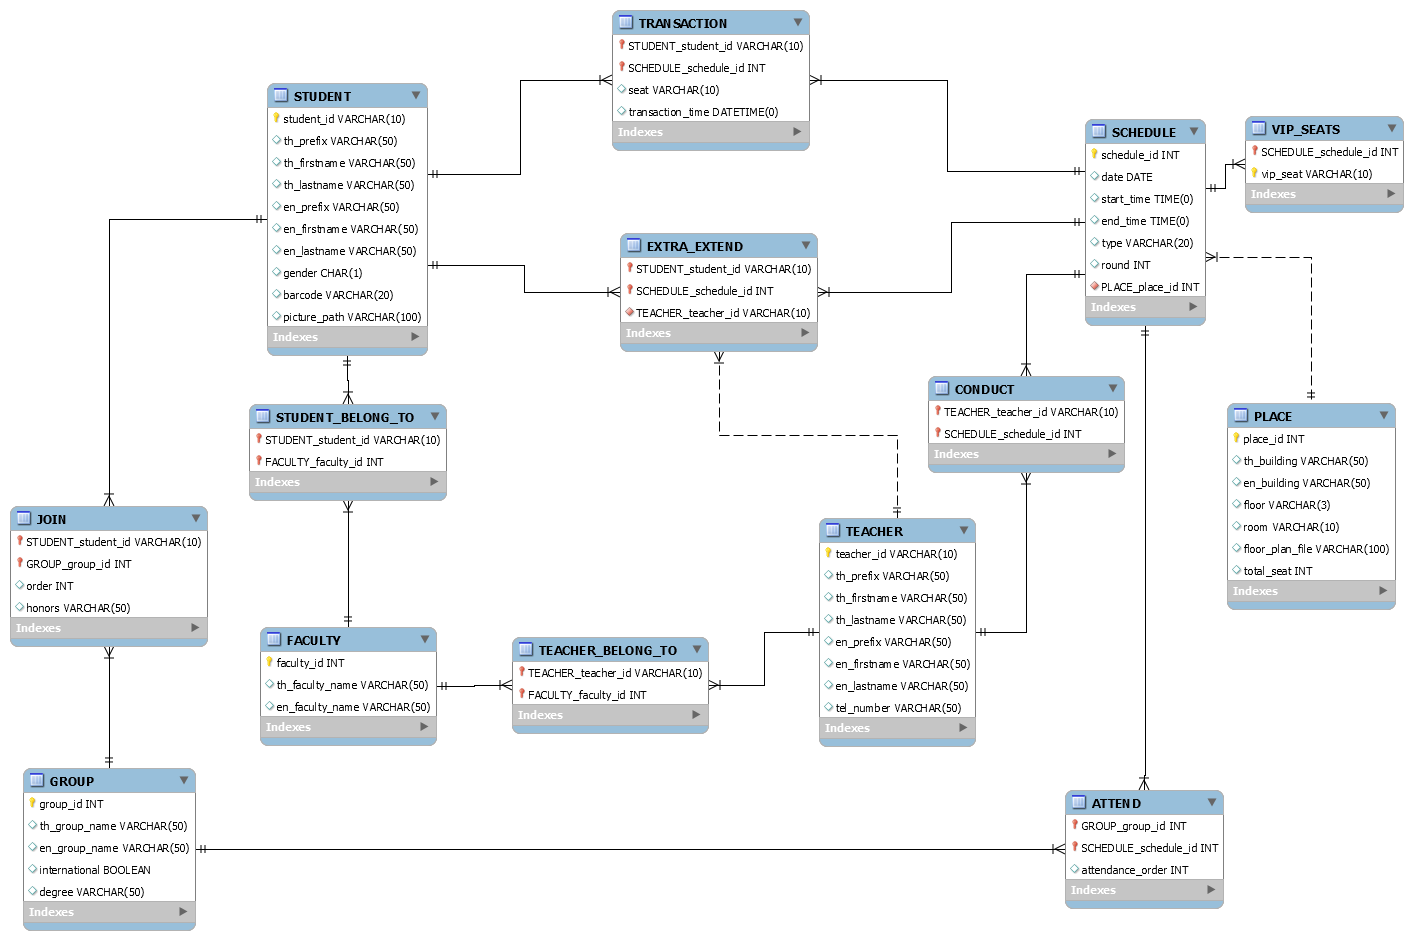 TRANSACTION
STUDENT_student_id VARCHAR(10)
SCHEDULE_schedule_id INT
seat VARCHAR(10)
transaction_time DATETIME(0)
Indexes
STUDENT
student_id VARCHAR(10)
th_prefix VARCHAR(50)
th_firstname VARCHAR(50)
th_lastname VARCHAR(50)
en_prefix VARCHAR(50)
en_firstname VARCHAR(50)
en_lastname VARCHAR(50)
gender CHAR(1)
barcode VARCHAR(20)
picture_path VARCHAR(100)
Indexes
SCHEDULE
schedule_id INT
date DATE
start_time TIME(0)
end_time TIME(0)
type VARCHAR(20)
round INT
PLACE_place_id INT
Indexes
VIP_SEATS
SCHEDULE_schedule_id INT
vip_seat VARCHAR(10)
Indexes
EXTRA_EXTEND
STUDENT_student_id VARCHAR(10)
SCHEDULE_schedule_id INT
TEACHER_teacher_id VARCHAR(10)
Indexes
CONDUCT
TEACHER_teacher_id VARCHAR(10)
SCHEDULE_schedule_id INT
Indexes
STUDENT_BELONG_TO
STUDENT_student_id VARCHAR(10)
FACULTY_faculty_id INT
Indexes
PLACE
place_id INT
th_building VARCHAR(50)
en_building VARCHAR(50)
floor VARCHAR(3)
room VARCHAR(10)
floor_plan_file VARCHAR(100)
total_seat INT
Indexes
JOIN
STUDENT_student_id VARCHAR(10)
GROUP_group_id INT
order INT
honors VARCHAR(50)
Indexes
TEACHER
teacher_id VARCHAR(10)
th_prefix VARCHAR(50)
th_firstname VARCHAR(50)
th_lastname VARCHAR(50)
en_prefix VARCHAR(50)
en_firstname VARCHAR(50)
en_lastname VARCHAR(50)
tel_number VARCHAR(50)
Indexes
FACULTY
faculty_id INT
th_faculty_name VARCHAR(50)
en_faculty_name VARCHAR(50)
Indexes
TEACHER_BELONG_TO
TEACHER_teacher_id VARCHAR(10)
FACULTY_faculty_id INT
Indexes
GROUP
group_id INT
th_group_name VARCHAR(50)
en_group_name VARCHAR(50)
international BOOLEAN
degree VARCHAR(50)
Indexes
ATTEND
GROUP_group_id INT
SCHEDULE_schedule_id INT
attendance_order INT
Indexes